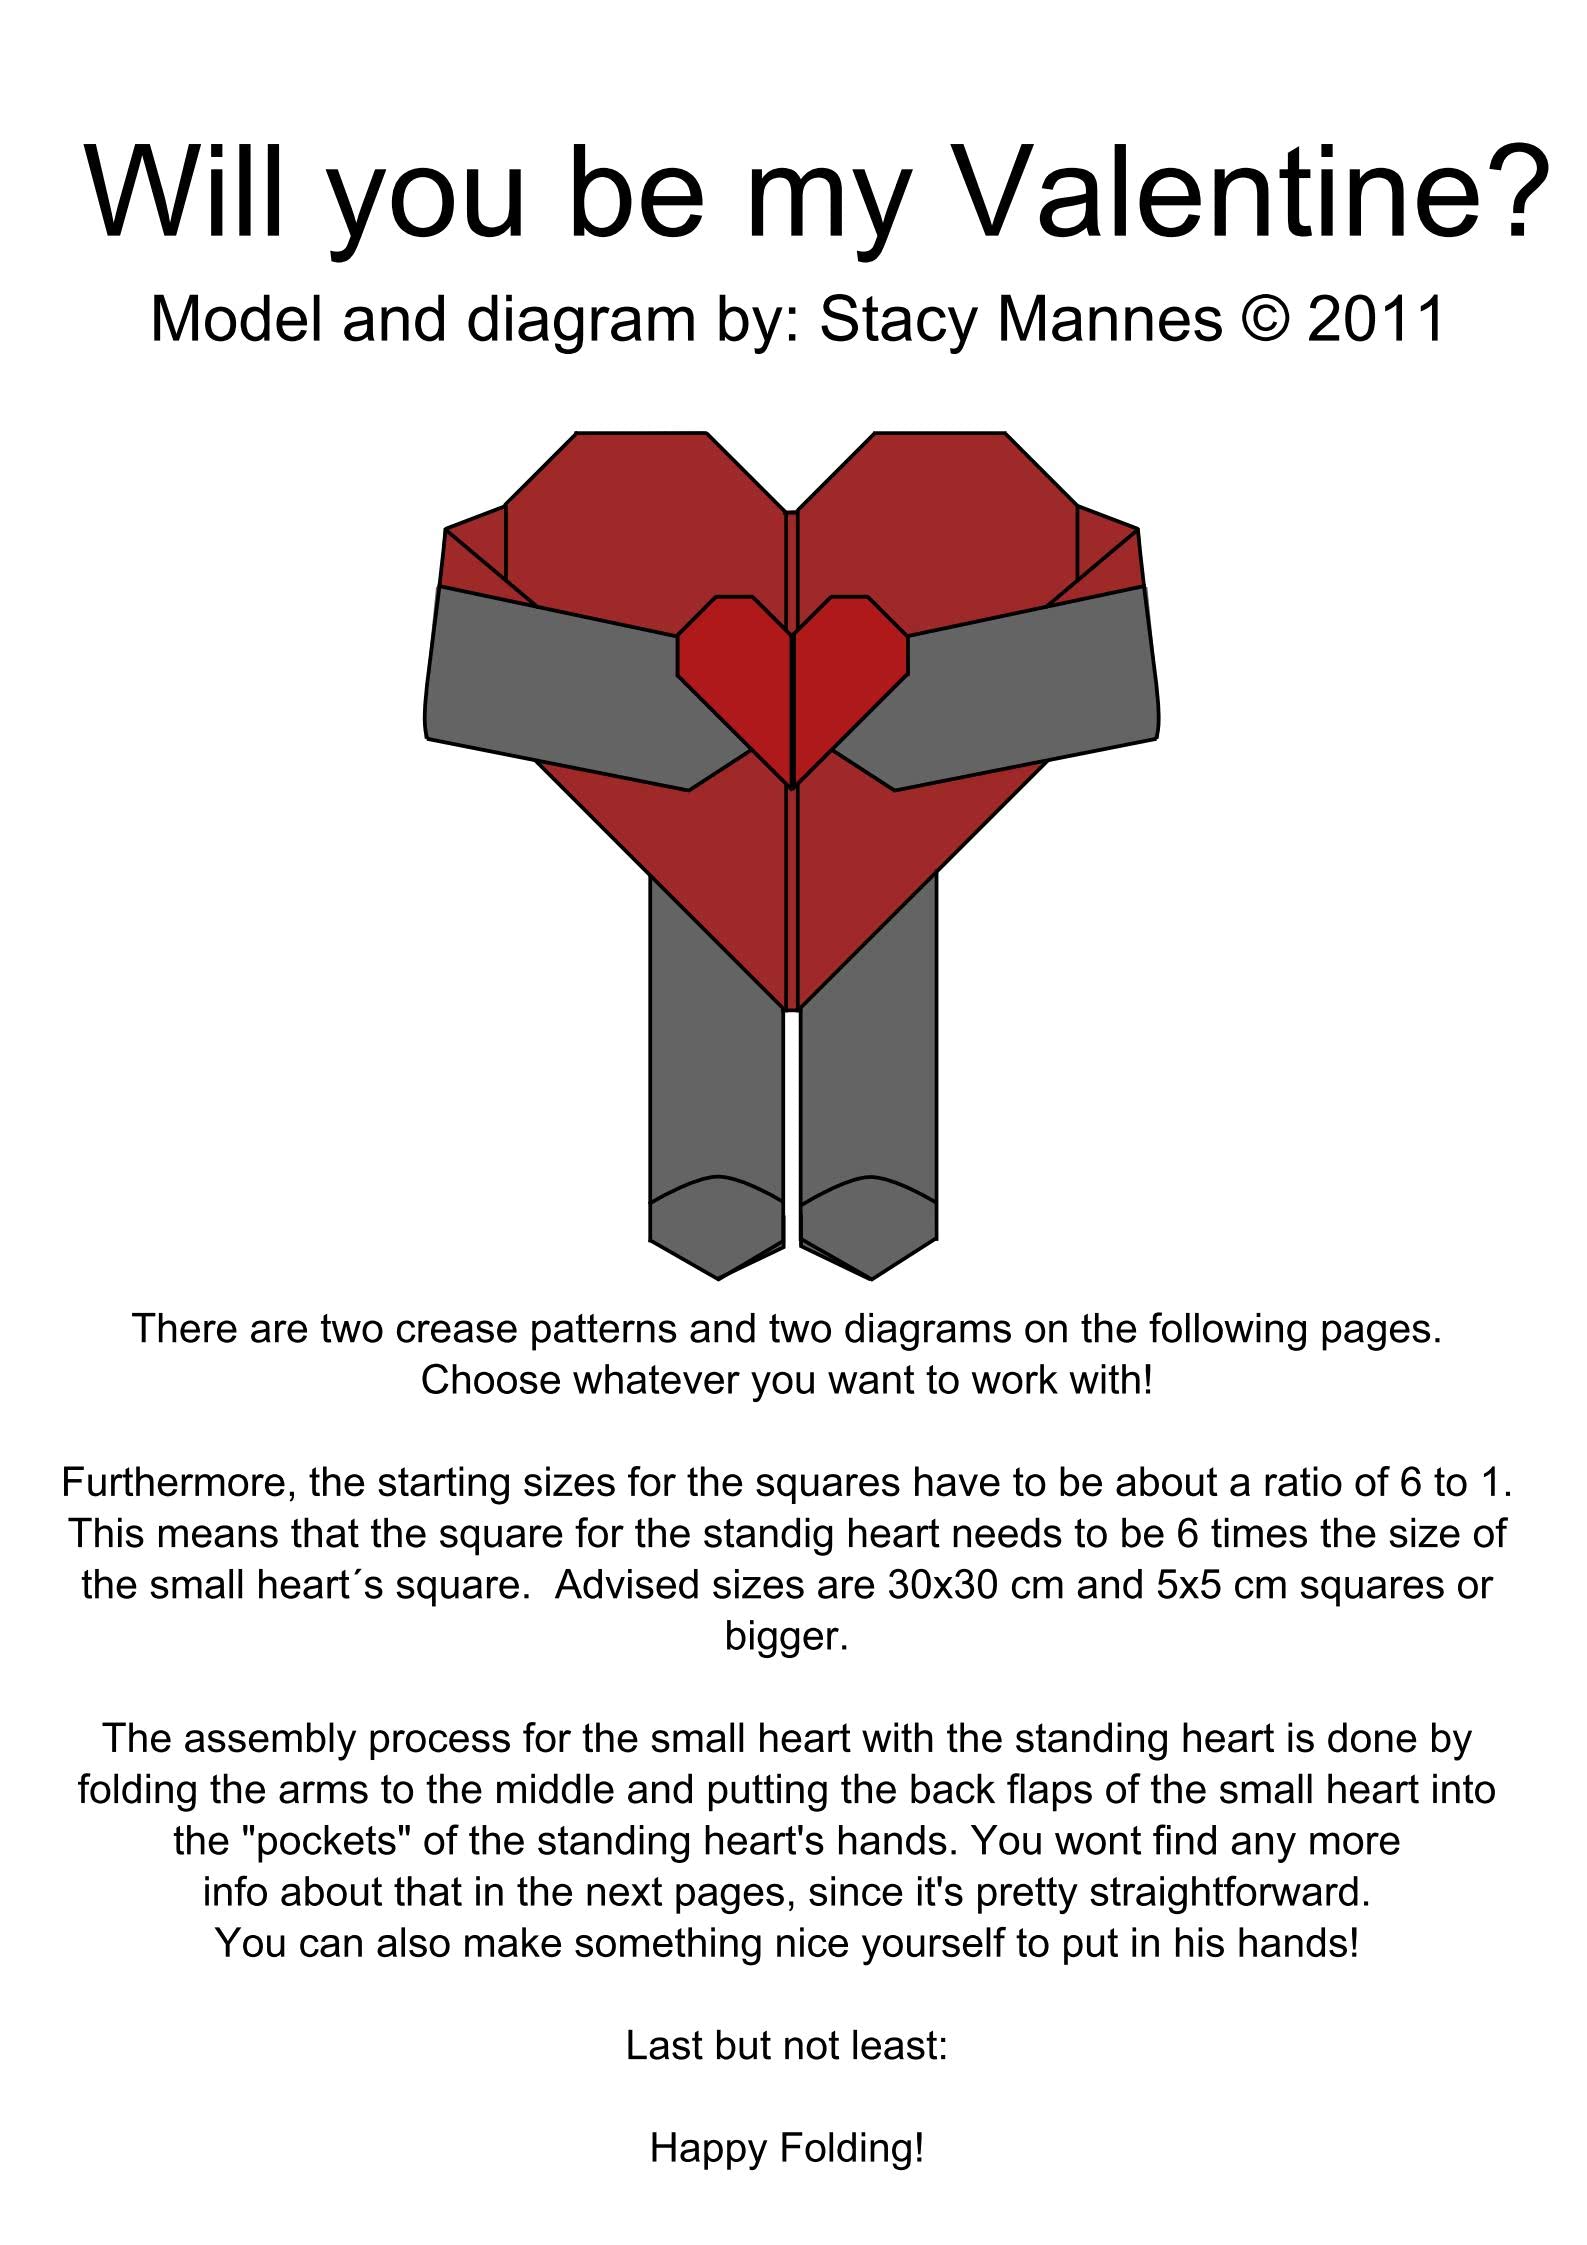 Will you be my Valentine?
Model and diagram by: Stacy Mannes © 2011
There are two crease patterns and two diagrams on the following pages.
Choose whatever you want to work with!
Furthermore, the starting sizes for the squares have to be about a ratio of 6 to 1.
This means that the square for the standig heart needs to be 6 times the size of
the small heart´s square.  Advised sizes are 30x30 cm and 5x5 cm squares or
bigger.
The assembly process for the small heart with the standing heart is done by
folding the arms to the middle and putting the back flaps of the small heart into
the "pockets" of the standing heart's hands. You wont find any more
info about that in the next pages, since it's pretty straightforward.
You can also make something nice yourself to put in his hands!
Last but not least:
Happy Folding!